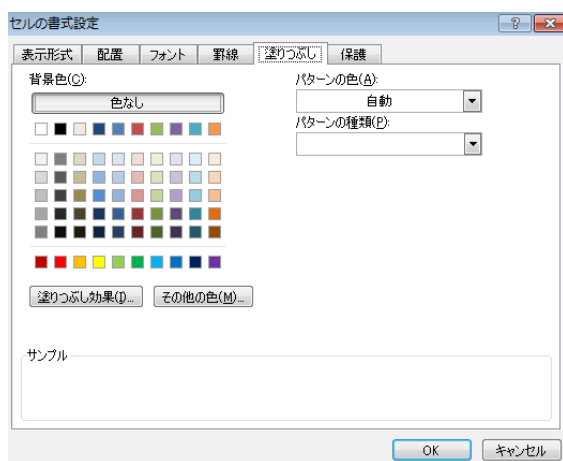 セルの書式設定
表示形式 配置 フォント 罫線 塗りつぶし 保護
背景色(C):
色なし
パターンの色(A):
自動
パターンの種類(P):
塗りつぶし効果(I)... その他の色(M)...
サンプル
OK キャンセル